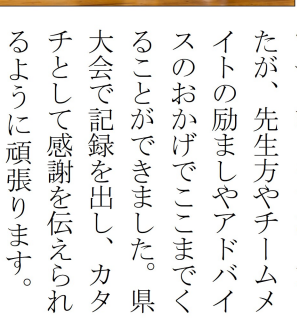 たが、先生方やチームメ
イトの励ましやアドバイ
スのおかげでここまでく
ることができました。県
大会で記録を出し、カタ
チとして感謝を伝えられ
るように頑張ります。